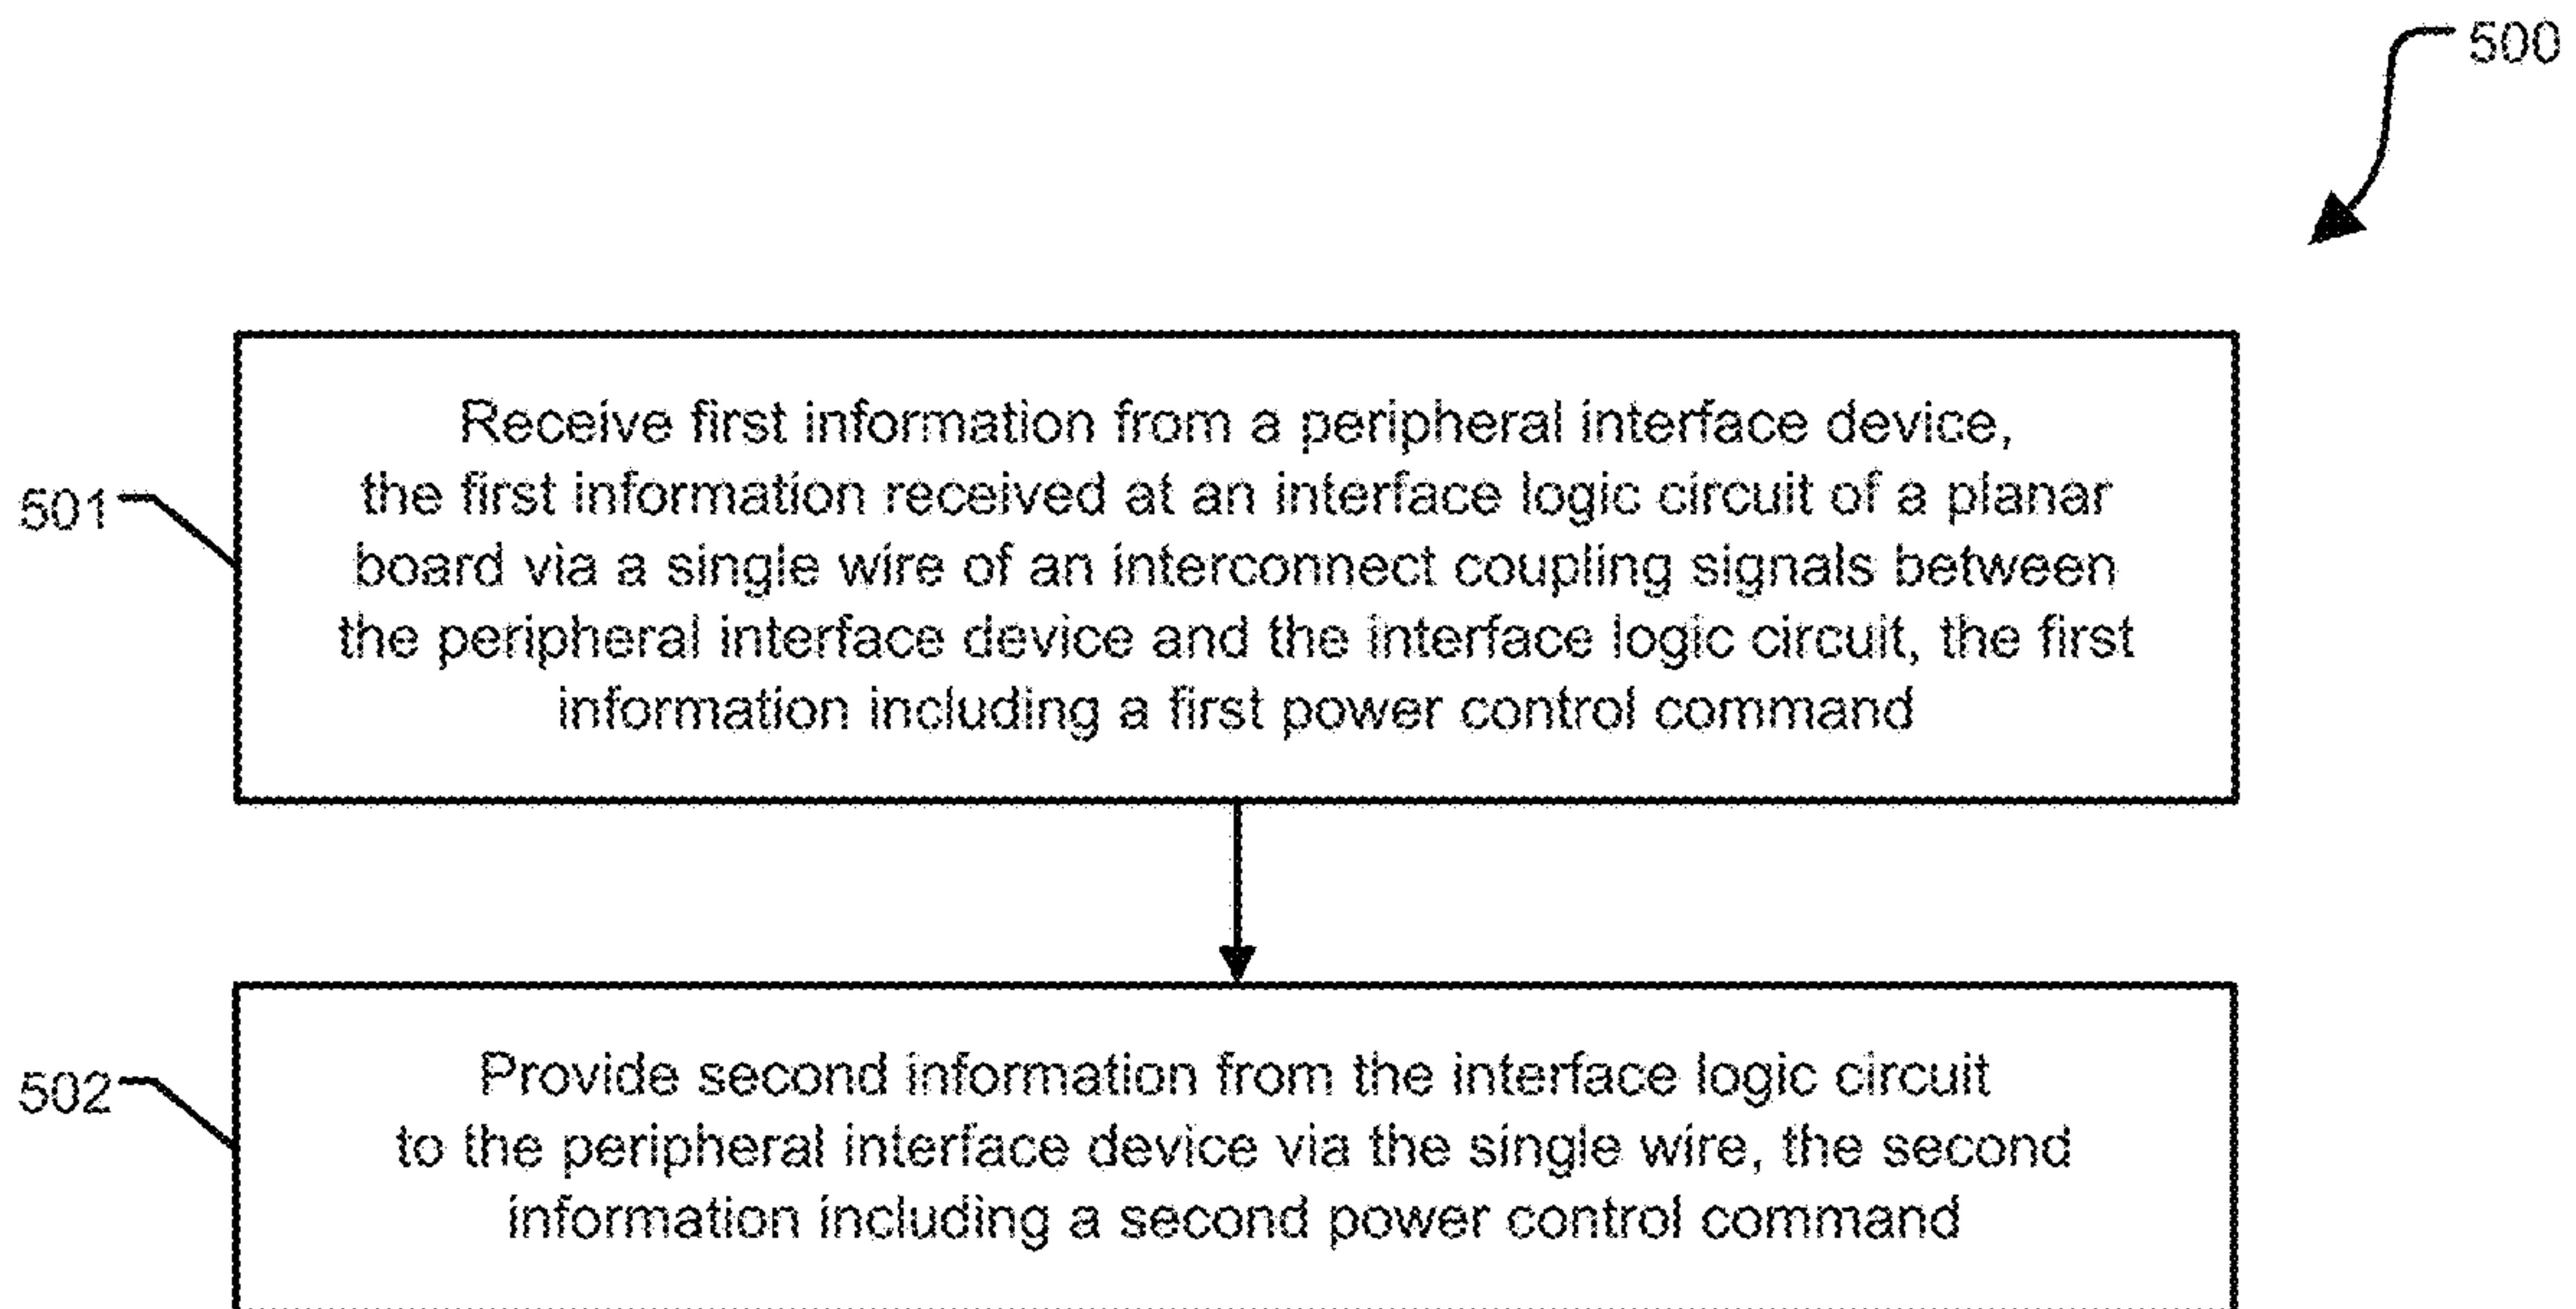 500
501
Receive first information from a peripheral interface device,
the first information received at an interface logic circuit of a planar
board via a single wire of an interconnect coupling signals between
the peripheral interface device and the interface logic circuit, the first
information including a first power control command
502
Provide second information from the interface logic circuit
to the peripheral interface device via the single wire, the second
information including a second power control command